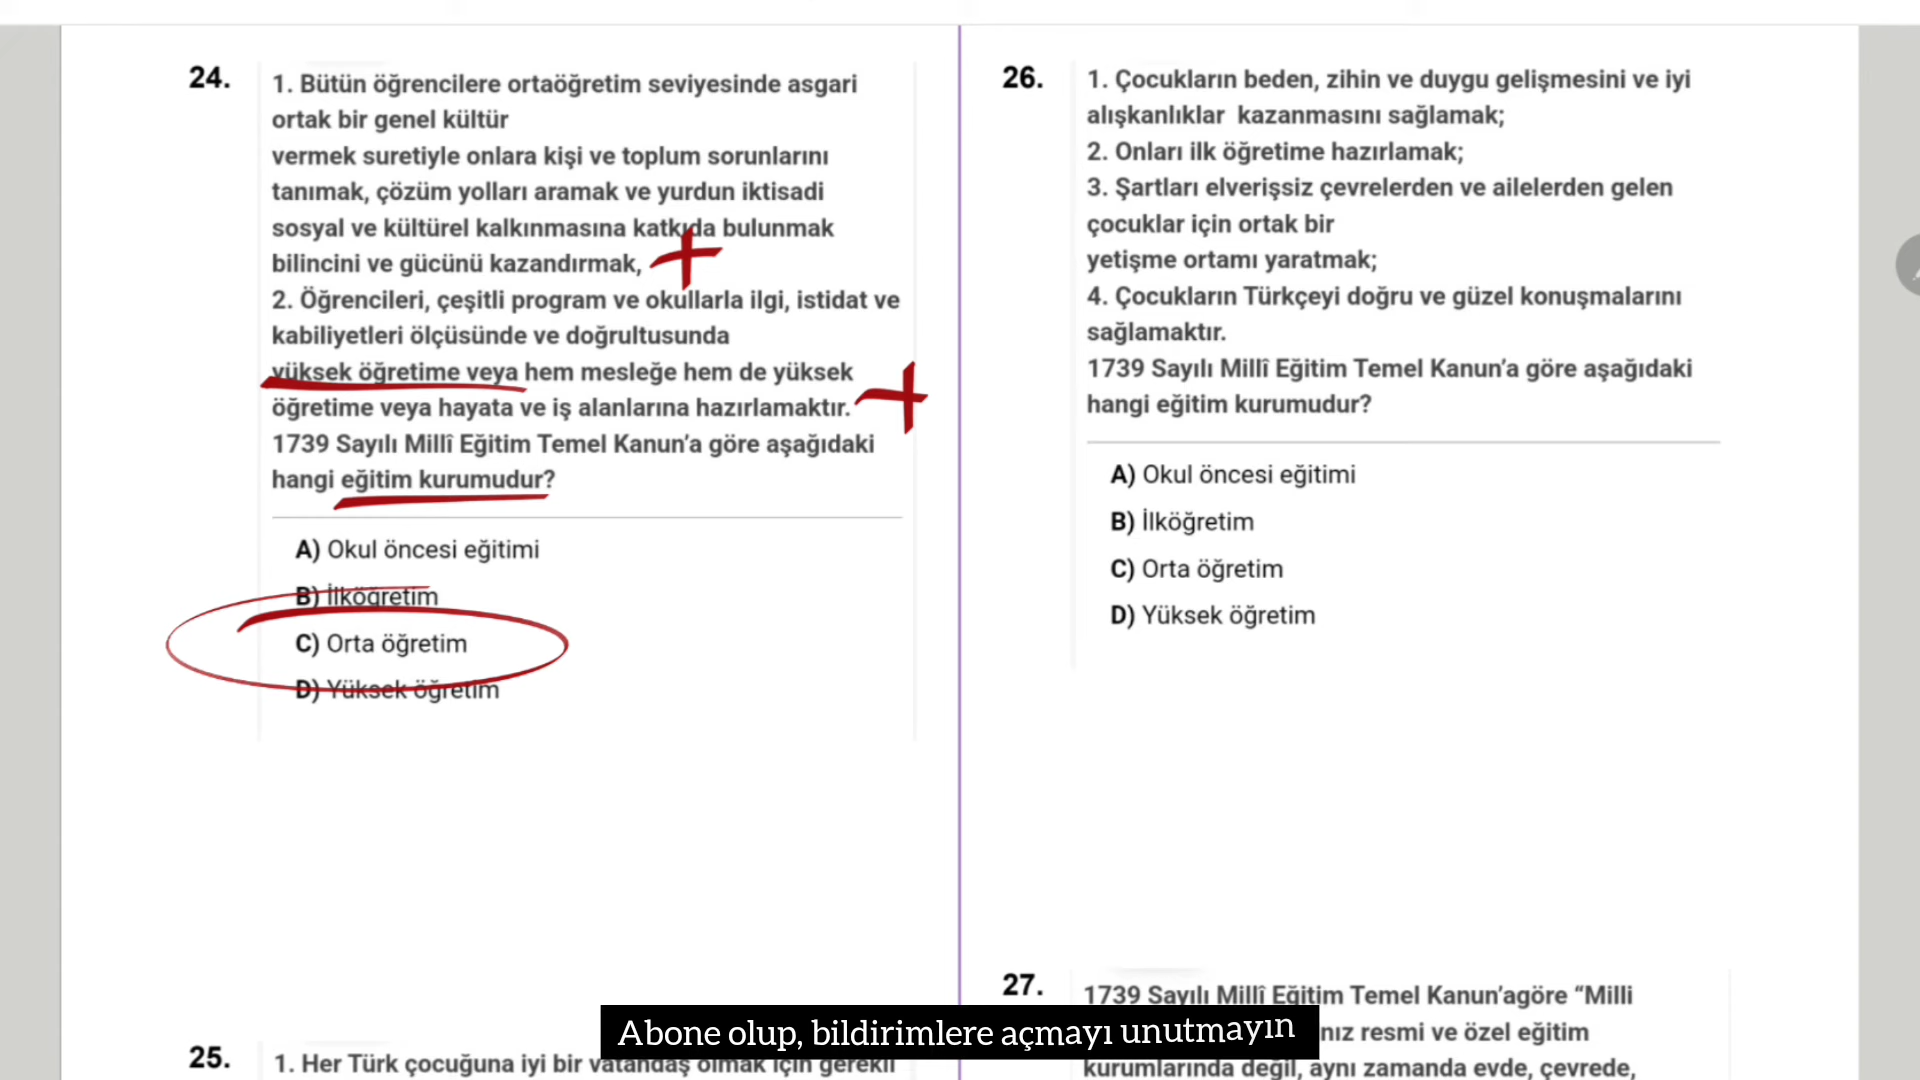 24.
1. Bütün öğrencilere ortaöğretim seviyesinde asgari
ortak bir genel kültür
vermek suretiyle onlara kişi ve toplum sorunlarını
tanımak, çözüm yolları aramak ve yurdun iktisadi
sosyal ve kültürel kalkınmasına katkıda bulunmak
bilincini ve gücünü kazandırmak,
2. Öğrencileri, çeşitli program ve okullarla ilgi, istidat ve
kabiliyetleri ölçüsünde ve doğrultusunda
yüksek öğretime veya hem mesleğe hem de yüksek
öğretime veya hayata ve iş alanlarına hazırlamaktır.
1739 Sayılı Millî Eğitim Temel Kanun’a göre aşağıdaki
hangi eğitim kurumudur?
A) Okul öncesi eğitimi
B) İlköğretim
C) Orta öğretim
D) Yüksek öğretim
25.
1. Her Türk çocuğuna iyi bir vatandaş olmak için gerekli
26.
1. Çocukların beden, zihin ve duygu gelişmesini ve iyi
alışkanlıklar kazanmasını sağlamak;
2. Onları ilk öğretime hazırlamak;
3. Şartları elverişsiz çevrelerden ve ailelerden gelen
çocuklar için ortak bir
yetişme ortamı yaratmak;
4. Çocukların Türkçeyi doğru ve güzel konuşmalarını
sağlamaktır.
1739 Sayılı Millî Eğitim Temel Kanun’a göre aşağıdaki
hangi eğitim kurumudur?
A) Okul öncesi eğitimi
B) İlköğretim
C) Orta öğretim
D) Yüksek öğretim
27.
1739 Sayılı Millî Eğitim Temel Kanun’agöre “Milli
resmi ve özel eğitim
kurumlarında değil, aynı zamanda evde, çevrede,
Abone olup, bildirimlere açmayı unutmayın